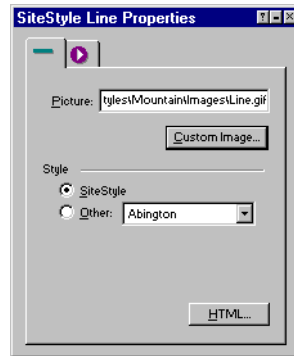 SiteStyle Line Properties
Picture: tyles\Mountain\Images\Line.gif
Custom Image...
Style
SiteStyle
Other: Abington
HTML...